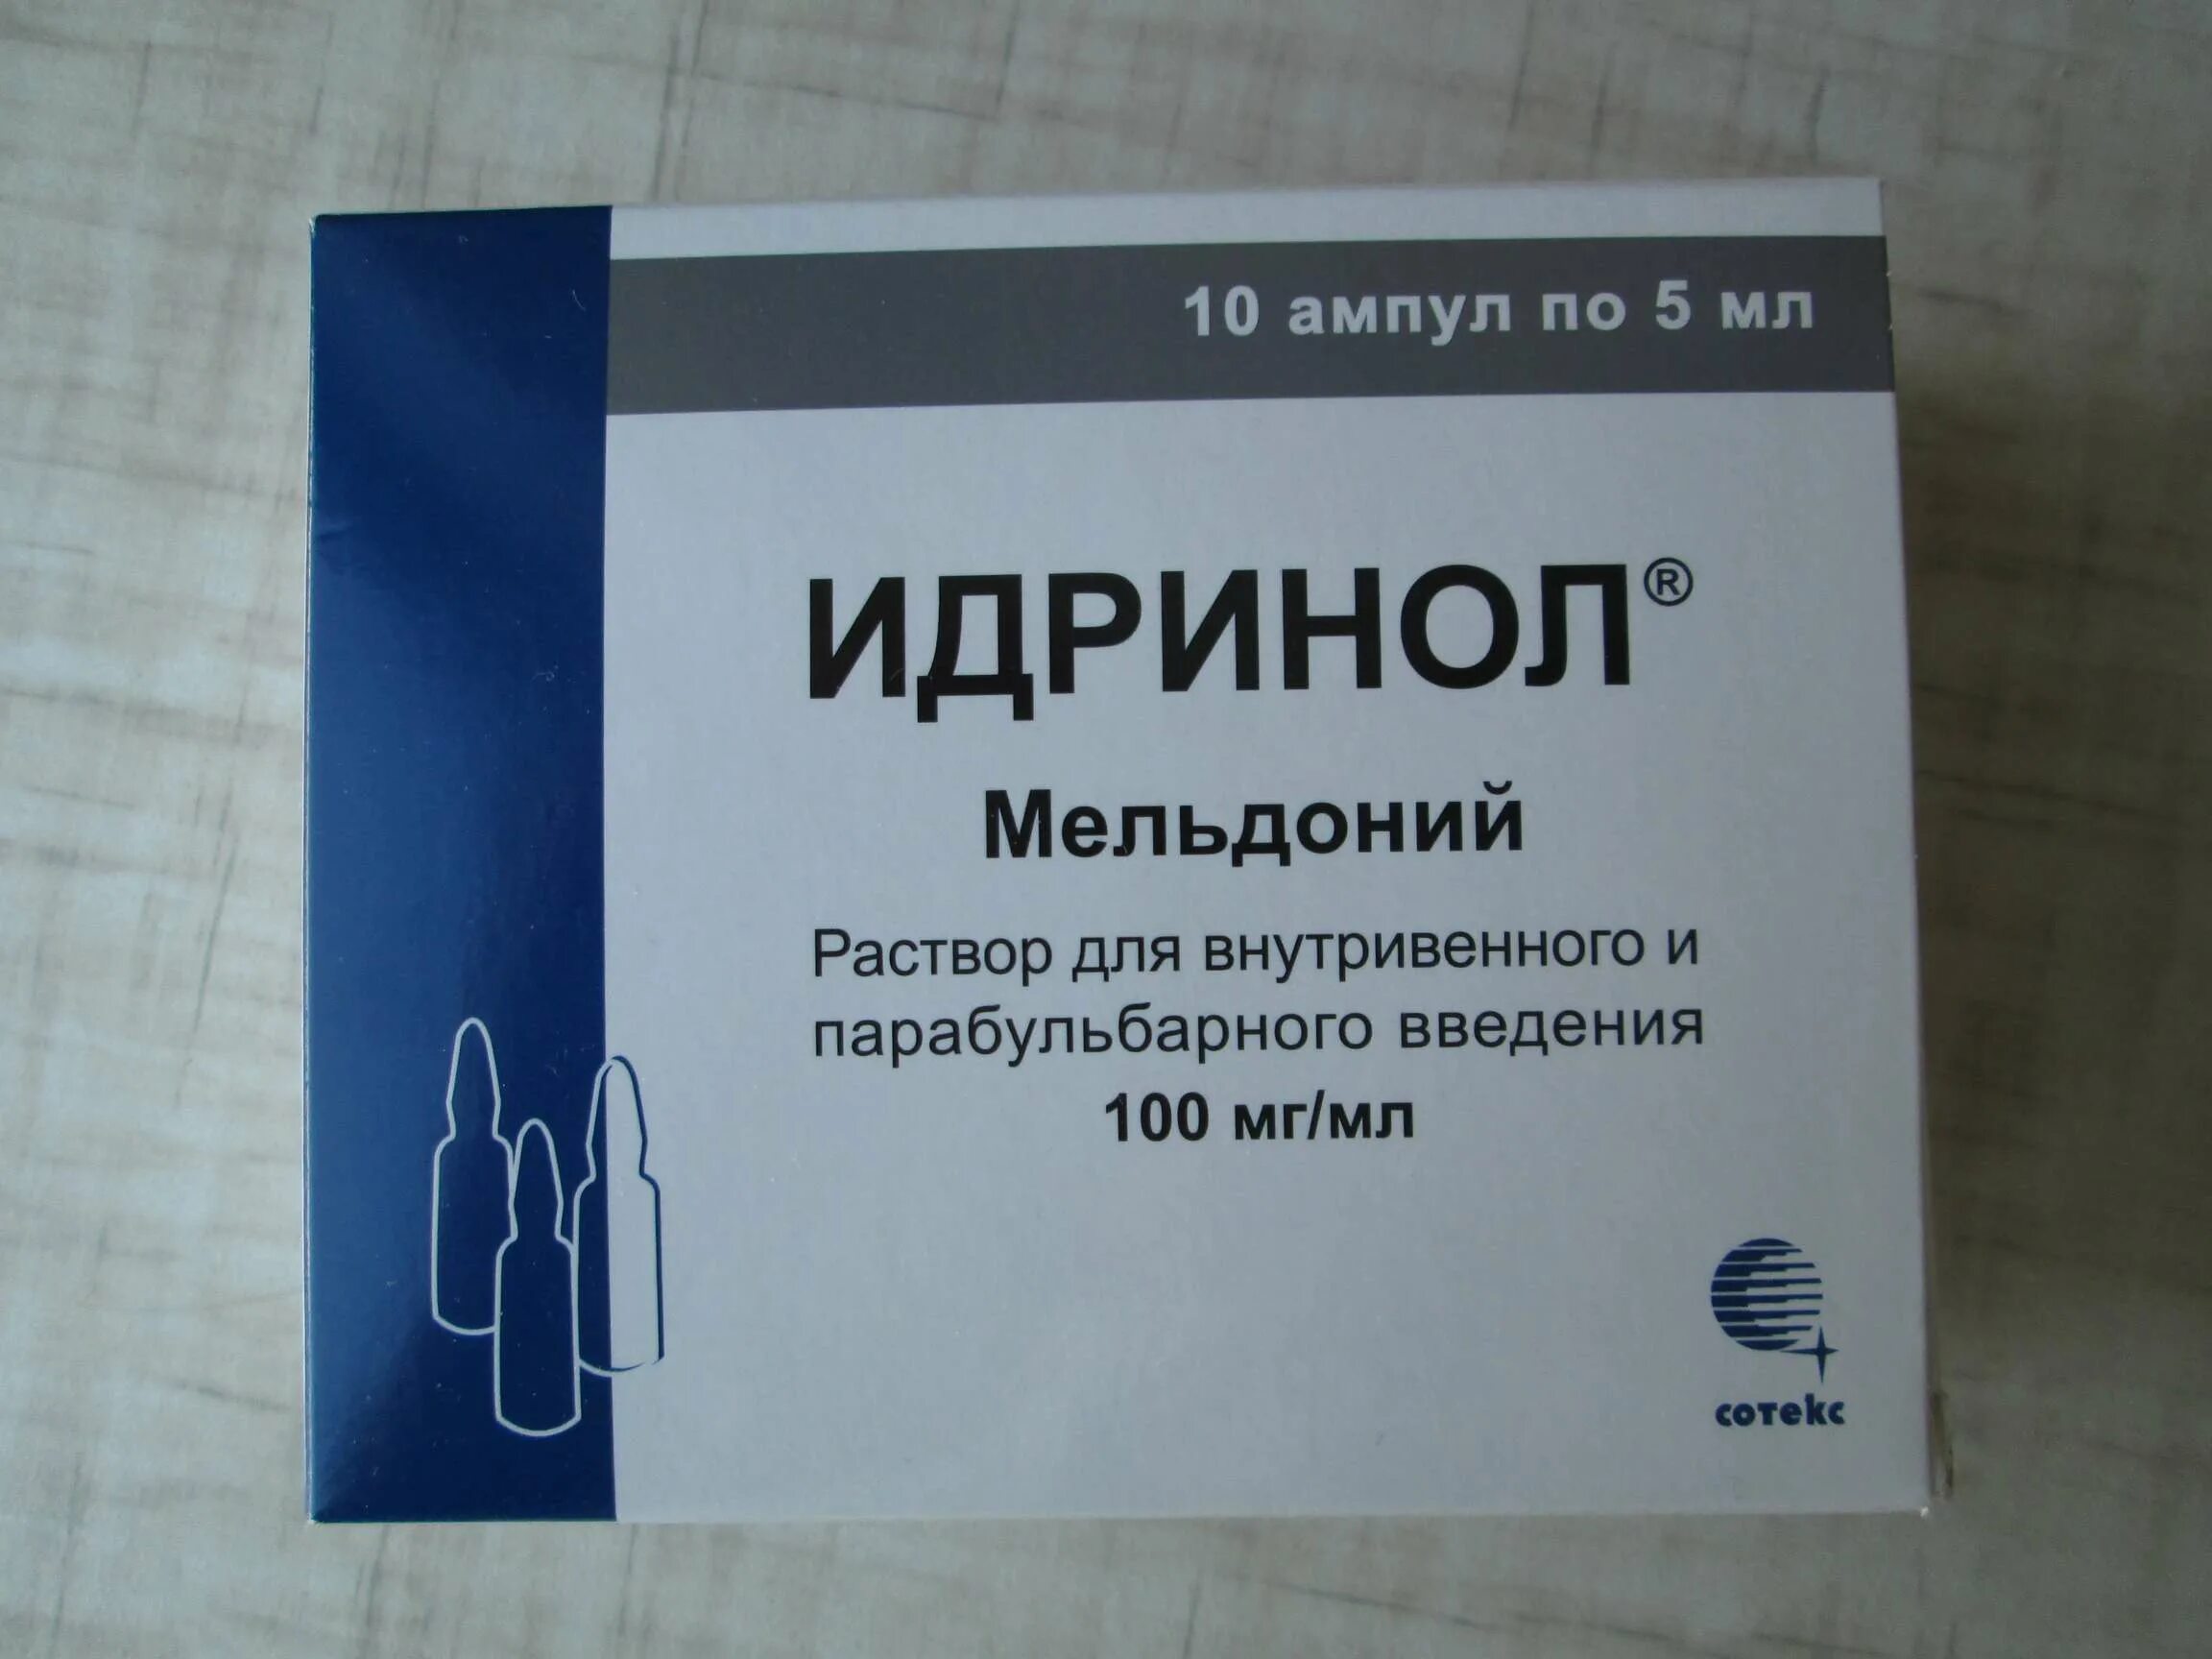 10 ампул по 5 мл
ИДРИНОЛ®
Мельдоний
Раствор для внутривенного и
парабульбарного введения
100 мг/мл
сотекс